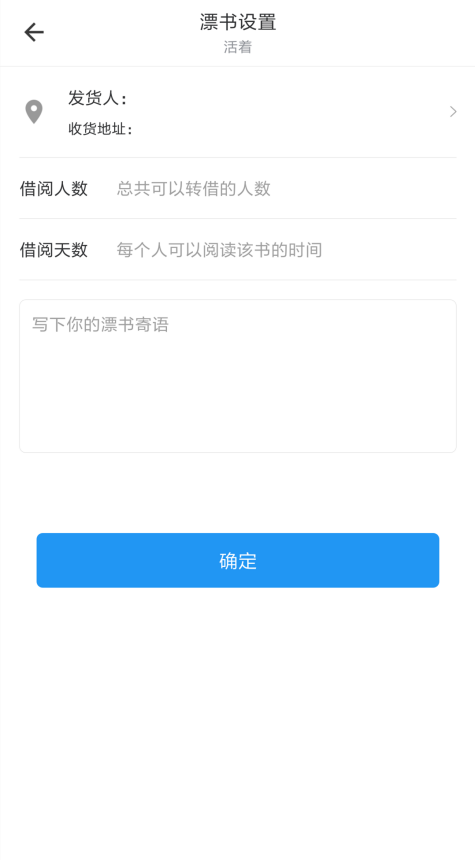 漂书设置
活着
发货人：
收货地址：
借阅人数 总共可以转借的人数
借阅天数 每个人可以阅读该书的时间
写下你的漂书寄语
确定